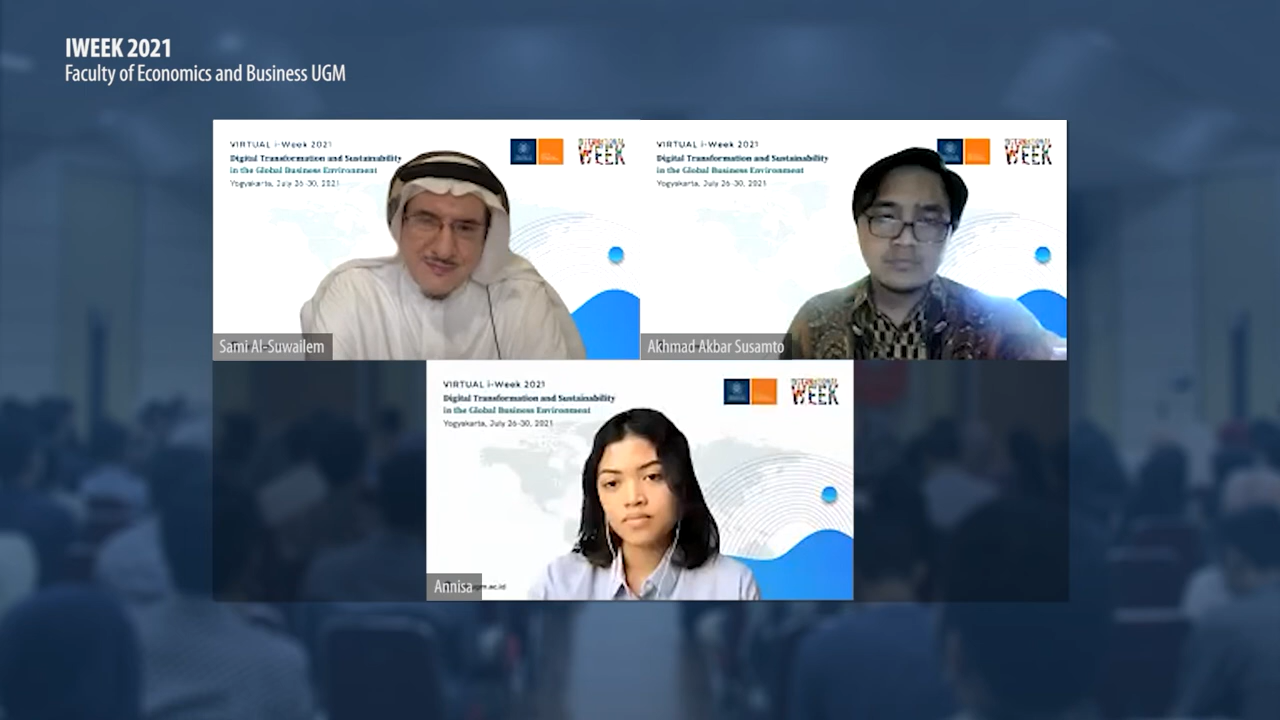 IWEEK 2021
Faculty of Economics and Business UGM
VIRTUAL i-Week 2021
Digital Transformation and Sustainability
in the Global Business Environment
Yogyakarta, July 26-30, 2021
INTERNATIONAL
WEEK
Sami Al-Suwailem
VIRTUAL i-Week 2021
Digital Transformation and Sustainability
in the Global Business Environment
Yogyakarta, July 26-30, 2021
INTERNATIONAL
WEEK
Akhmad Akbar Susamto
VIRTUAL i-Week 2021
Digital Transformation and Sustainability
in the Global Business Environment
Yogyakarta, July 26-30, 2021
INTERNATIONAL
WEEK
Annisa